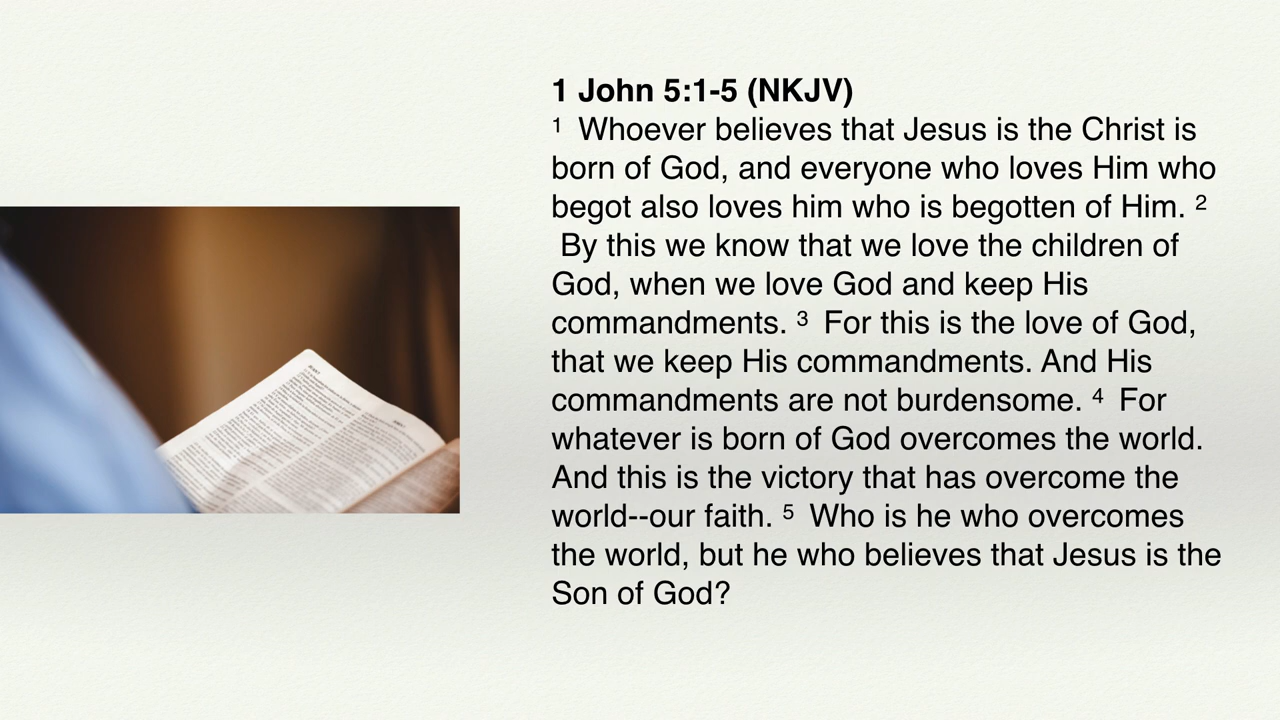 1 John 5:1-5 (NKJV)
1 Whoever believes that Jesus is the Christ is
born of God, and everyone who loves Him who
begot also loves him who is begotten of Him. 2
By this we know that we love the children of
God, when we love God and keep His
commandments. 3 For this is the love of God,
that we keep His commandments. And His
commandments are not burdensome. 4 For
whatever is born of God overcomes the world.
And this is the victory that has overcome the
world--our faith. 5 Who is he who overcomes
the world, but he who believes that Jesus is the
Son of God?